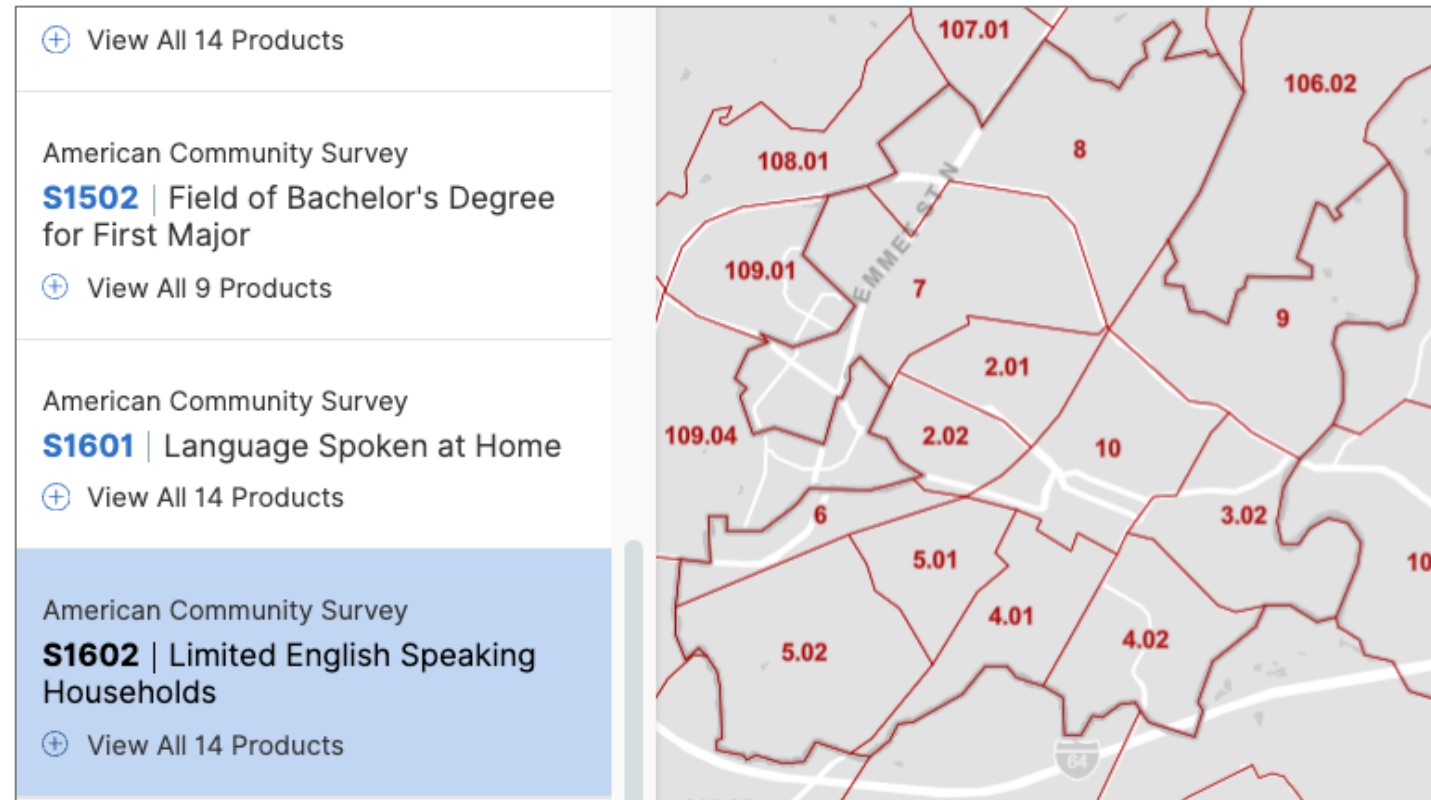 View All 14 Products
American Community Survey
S1502 | Field of Bachelor's Degree
for First Major
View All 9 Products
American Community Survey
S1601 | Language Spoken at Home
View All 14 Products
American Community Survey
S1602 | Limited English Speaking
Households
View All 14 Products
107.01
106.02
8
108.01
EMMET ST N
109.01
7
9
2.01
109.04
2.02
10
6
3.02
5.01
10
4.01
4.02
5.02
64